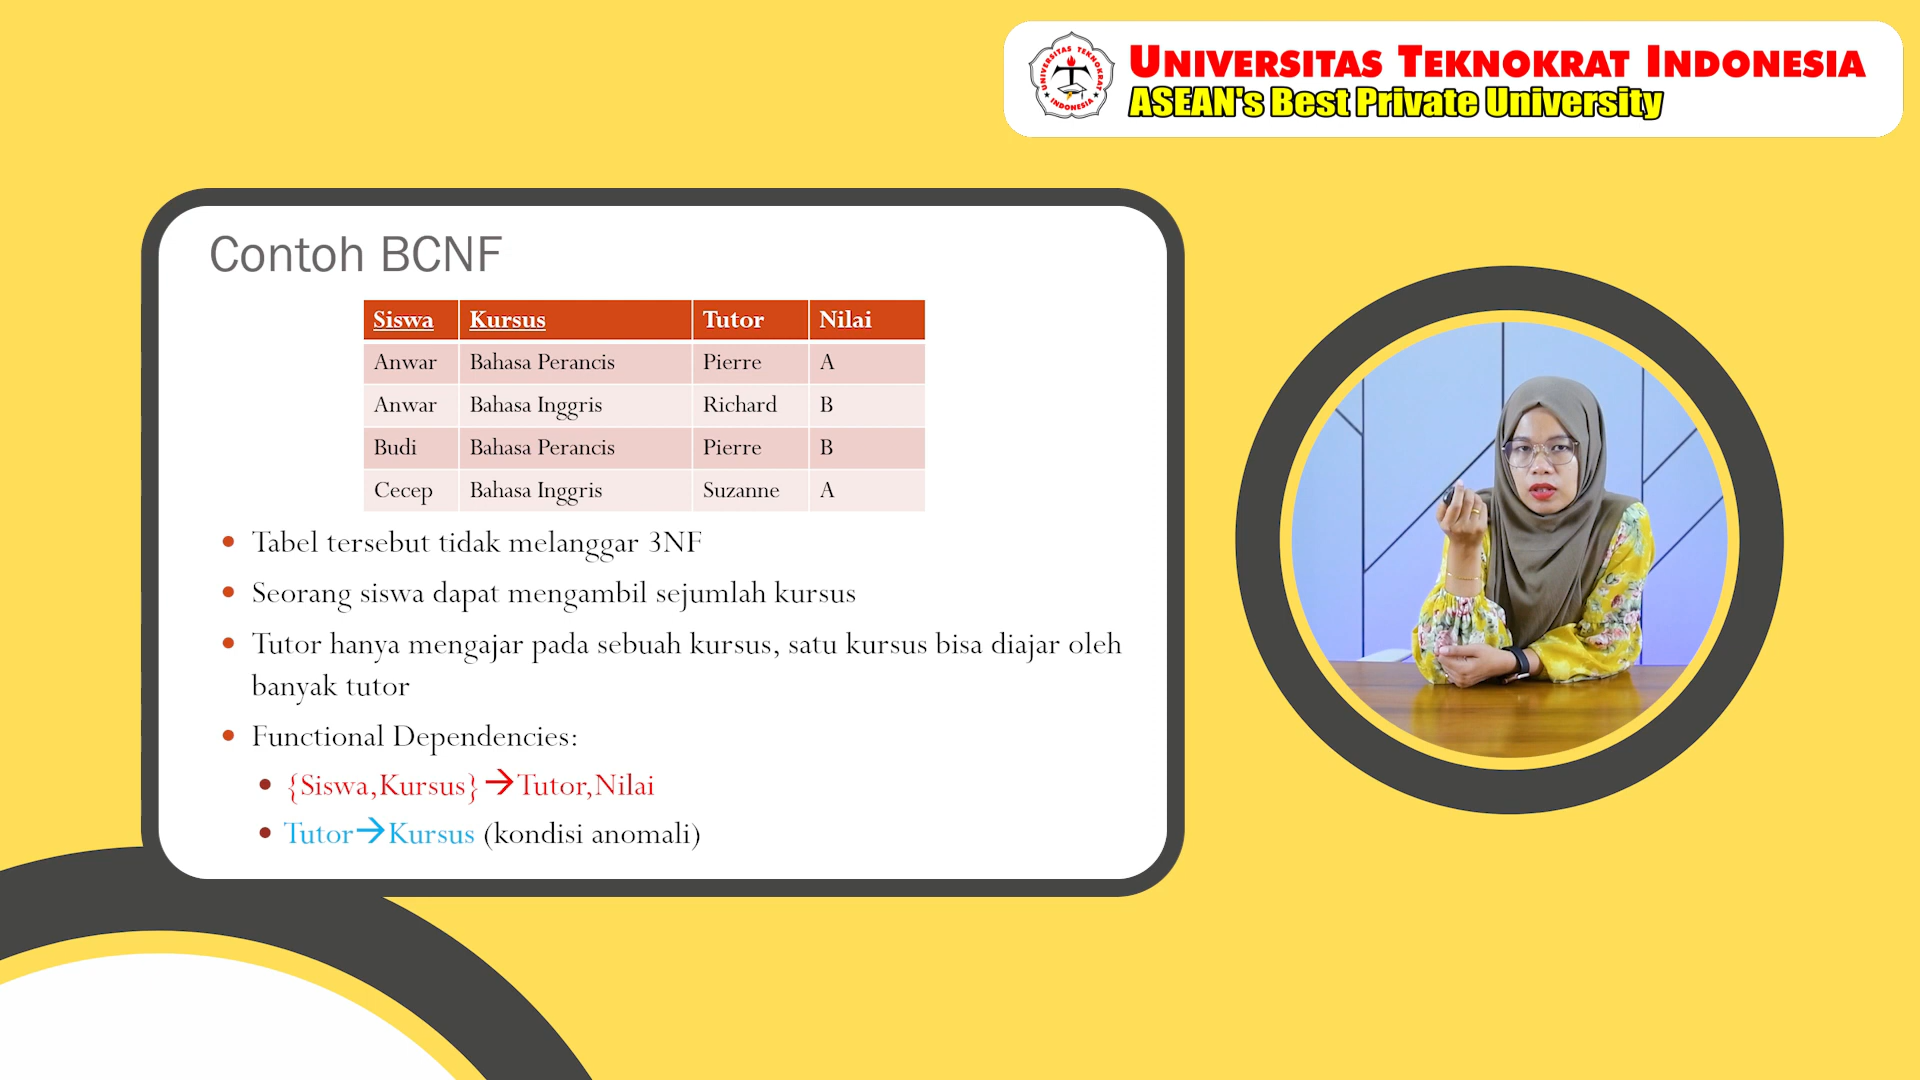 UNIVERSITAS TEKNOKRAT INDONESIA
ASEAN's Best Private University
UNIVERSITAS TEKNOKRAT
INDONESIA
Contoh BCNF
Siswa Kursus Tutor Nilai
Anwar Bahasa Perancis Pierre A
Anwar Bahasa Inggris Richard B
Budi Bahasa Perancis Pierre B
Cecep Bahasa Inggris Suzanne A
• Tabel tersebut tidak melanggar 3NF
• Seorang siswa dapat mengambil sejumlah kursus
• Tutor hanya mengajar pada sebuah kursus, satu kursus bisa diajar oleh
banyak tutor
• Functional Dependencies:
• {Siswa,Kursus}→Tutor,Nilai
• Tutor→Kursus (kondisi anomali)